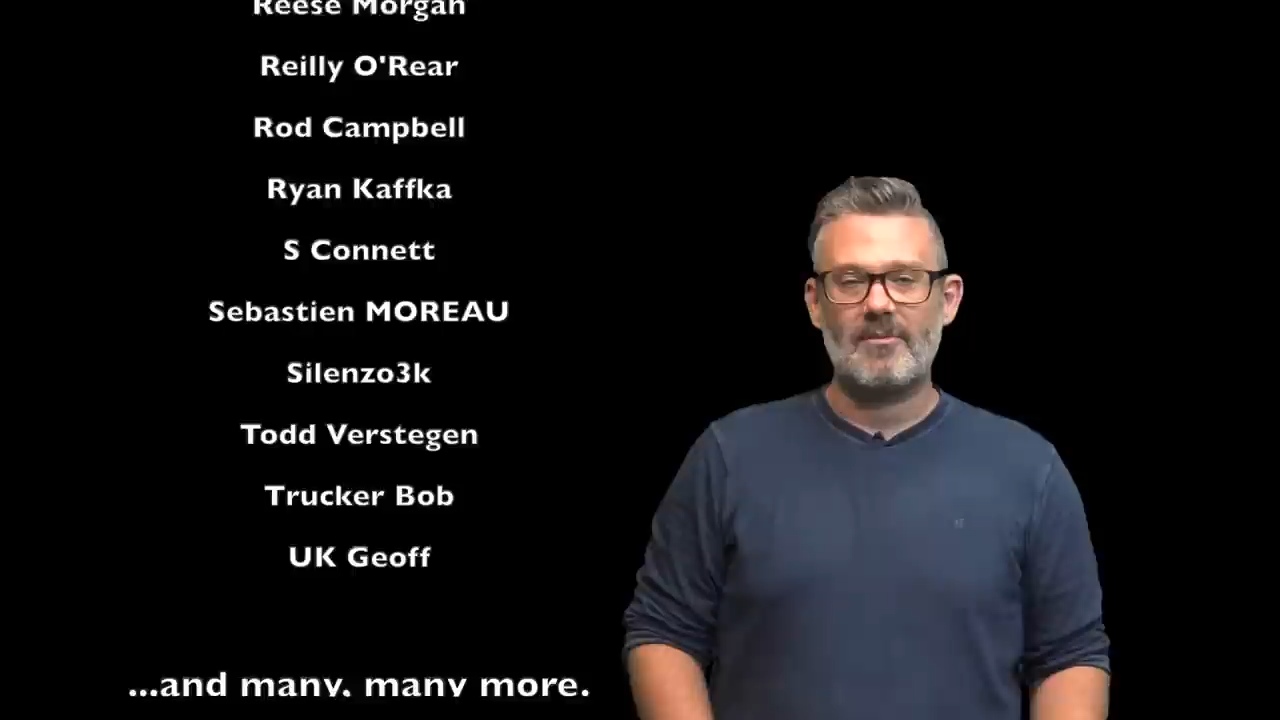 Reese Morgan
Reilly O'Rear
Rod Campbell
Ryan Kaffka
S Connett
Sebastien MOREAU
Silenzo3k
Todd Verstegen
Trucker Bob
UK Geoff
...and many, many more.